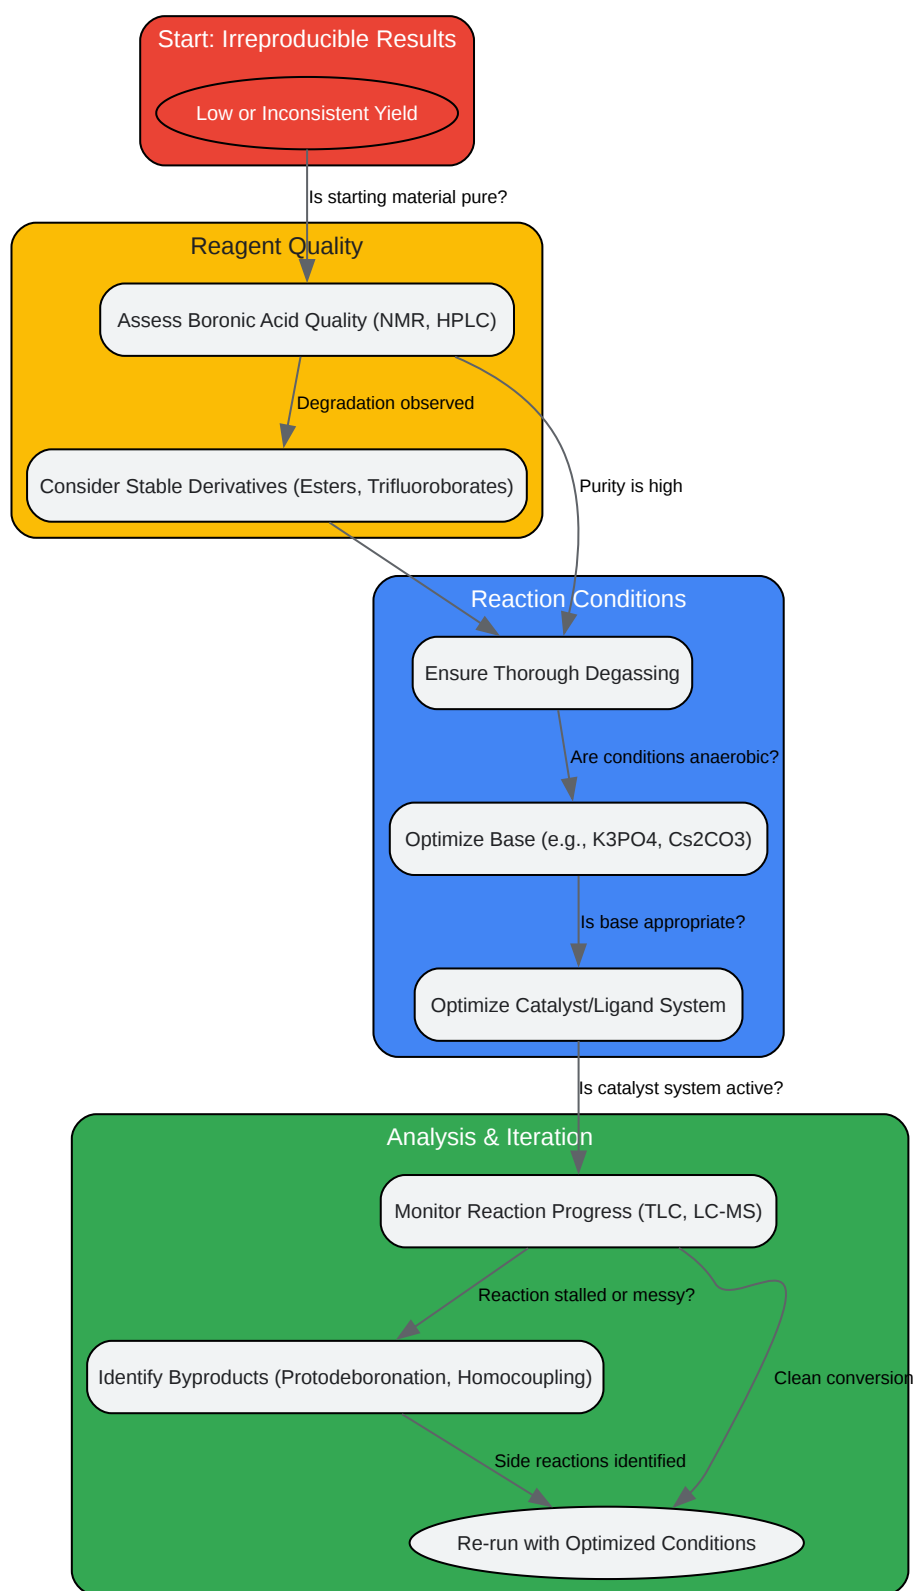 Start: Irreproducible Results
Low or Inconsistent Yield
Is starting material pure?
Reagent Quality
Assess Boronic Acid Quality (NMR, HPLC)
Degradation observed
Consider Stable Derivatives (Esters, Trifluoroborates)
Purity is high
Reaction Conditions
Ensure Thorough Degassing
Are conditions anaerobic?
Optimize Base (e.g., K3PO4, Cs2CO3)
Is base appropriate?
Optimize Catalyst/Ligand System
Is catalyst system active?
Analysis & Iteration
Monitor Reaction Progress (TLC, LC-MS)
Reaction stalled or messy?
Identify Byproducts (Protodeboronation, Homocoupling)
Clean conversion
Side reactions identified
Re-run with Optimized Conditions